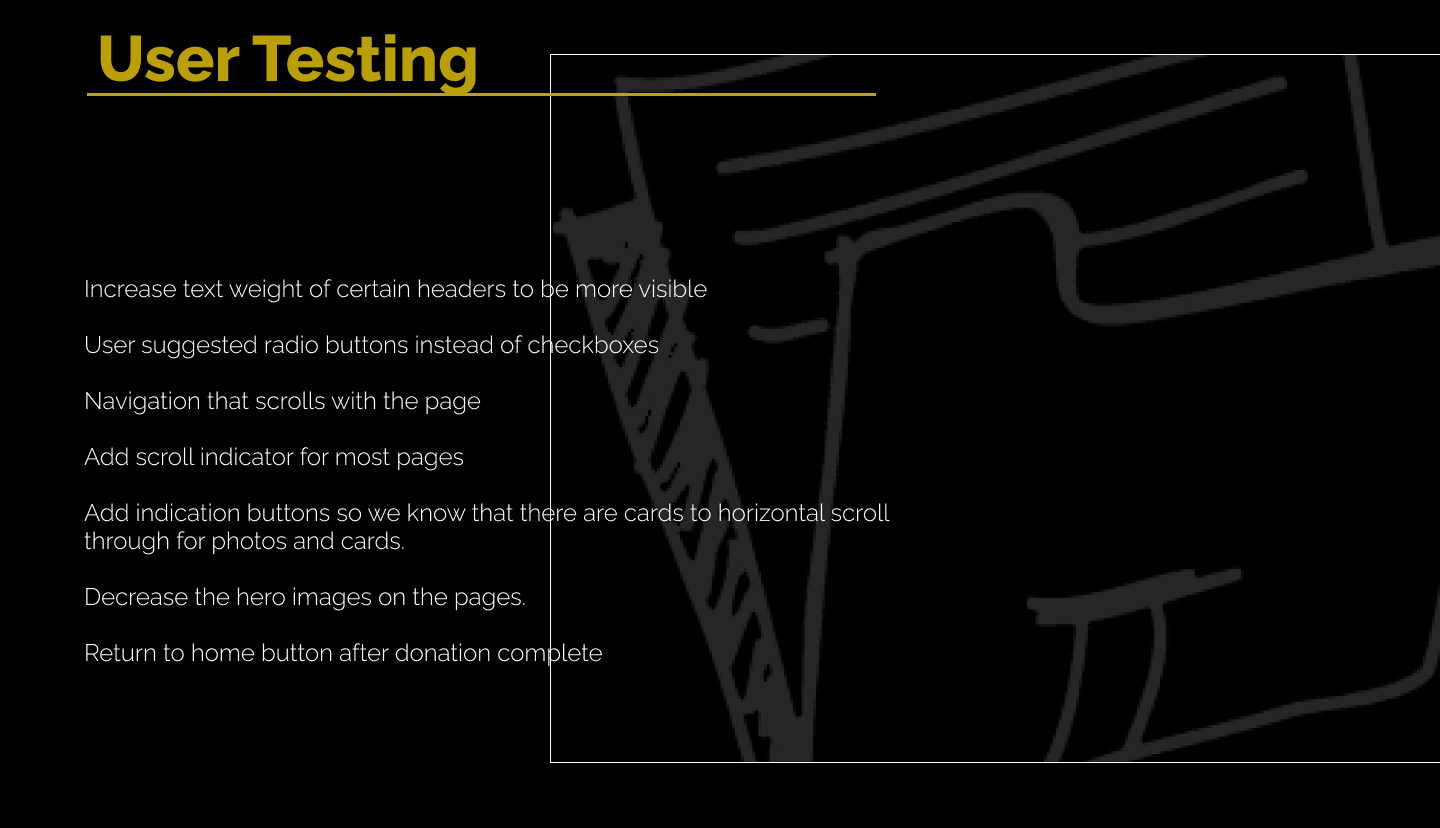 User Testing
Increase text weight of certain headers to be more visible
User suggested radio buttons instead of checkboxes
Navigation that scrolls with the page
Add scroll indicator for most pages
Add indication buttons so we know that there are cards to horizontal scroll
through for photos and cards.
Decrease the hero images on the pages.
Return to home button after donation complete